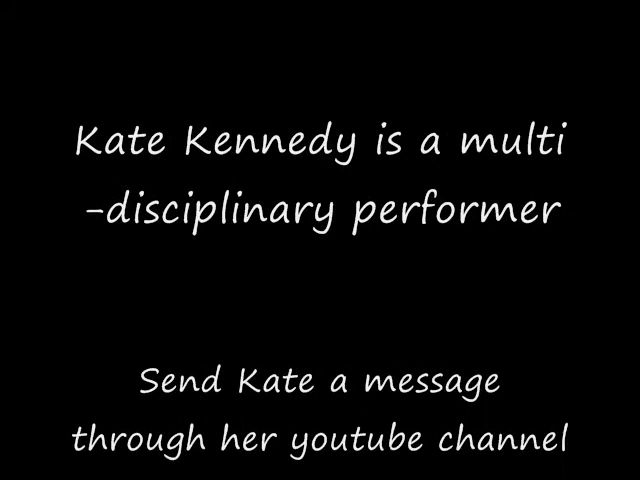 Kate Kennedy is a multi
-disciplinary performer
Send Kate a message
through her youtube channel